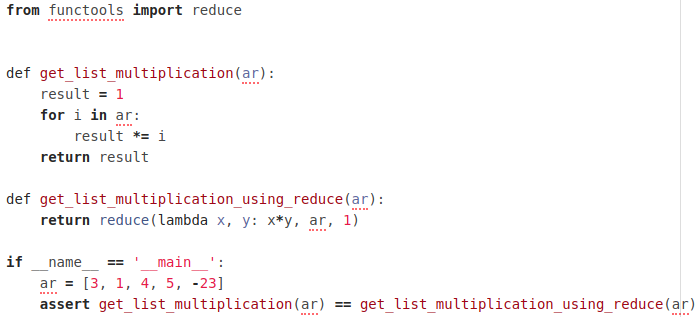 from functools import reduce
def get_list_multiplication(ar):
result = 1
for i in ar:
result *= i
return result
def get_list_multiplication_using_reduce(ar):
return reduce(lambda x, y: x*y, ar, 1)
if __name__ == '__main__':
ar = [3, 1, 4, 5, -23]
assert get_list_multiplication(ar) == get_list_multiplication_using_reduce(ar)